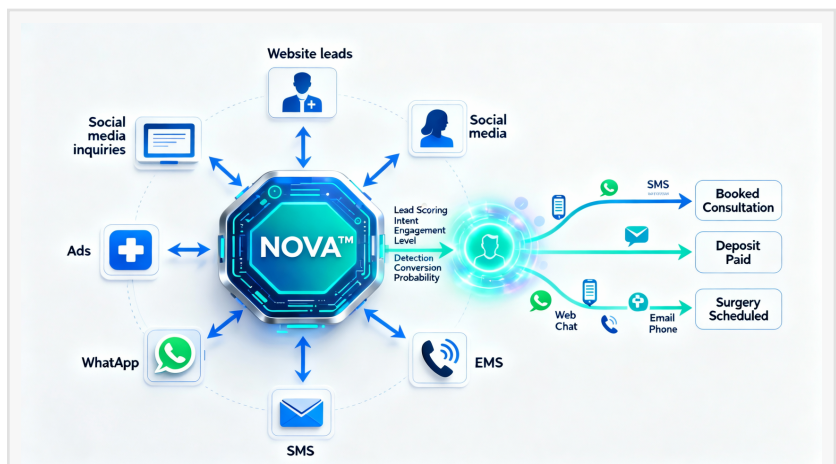 Website leads
Social
media
inquiries
Social
media
Ads
NOVA™
WhatApp
SMS
EMS
Lead Scoring
Intent
Engagement
Level
Detection
Conversion
Probability
SMS
Web
Chat
Email
Phone
Booked
Consultation
Deposit
Paid
Surgery
Scheduled